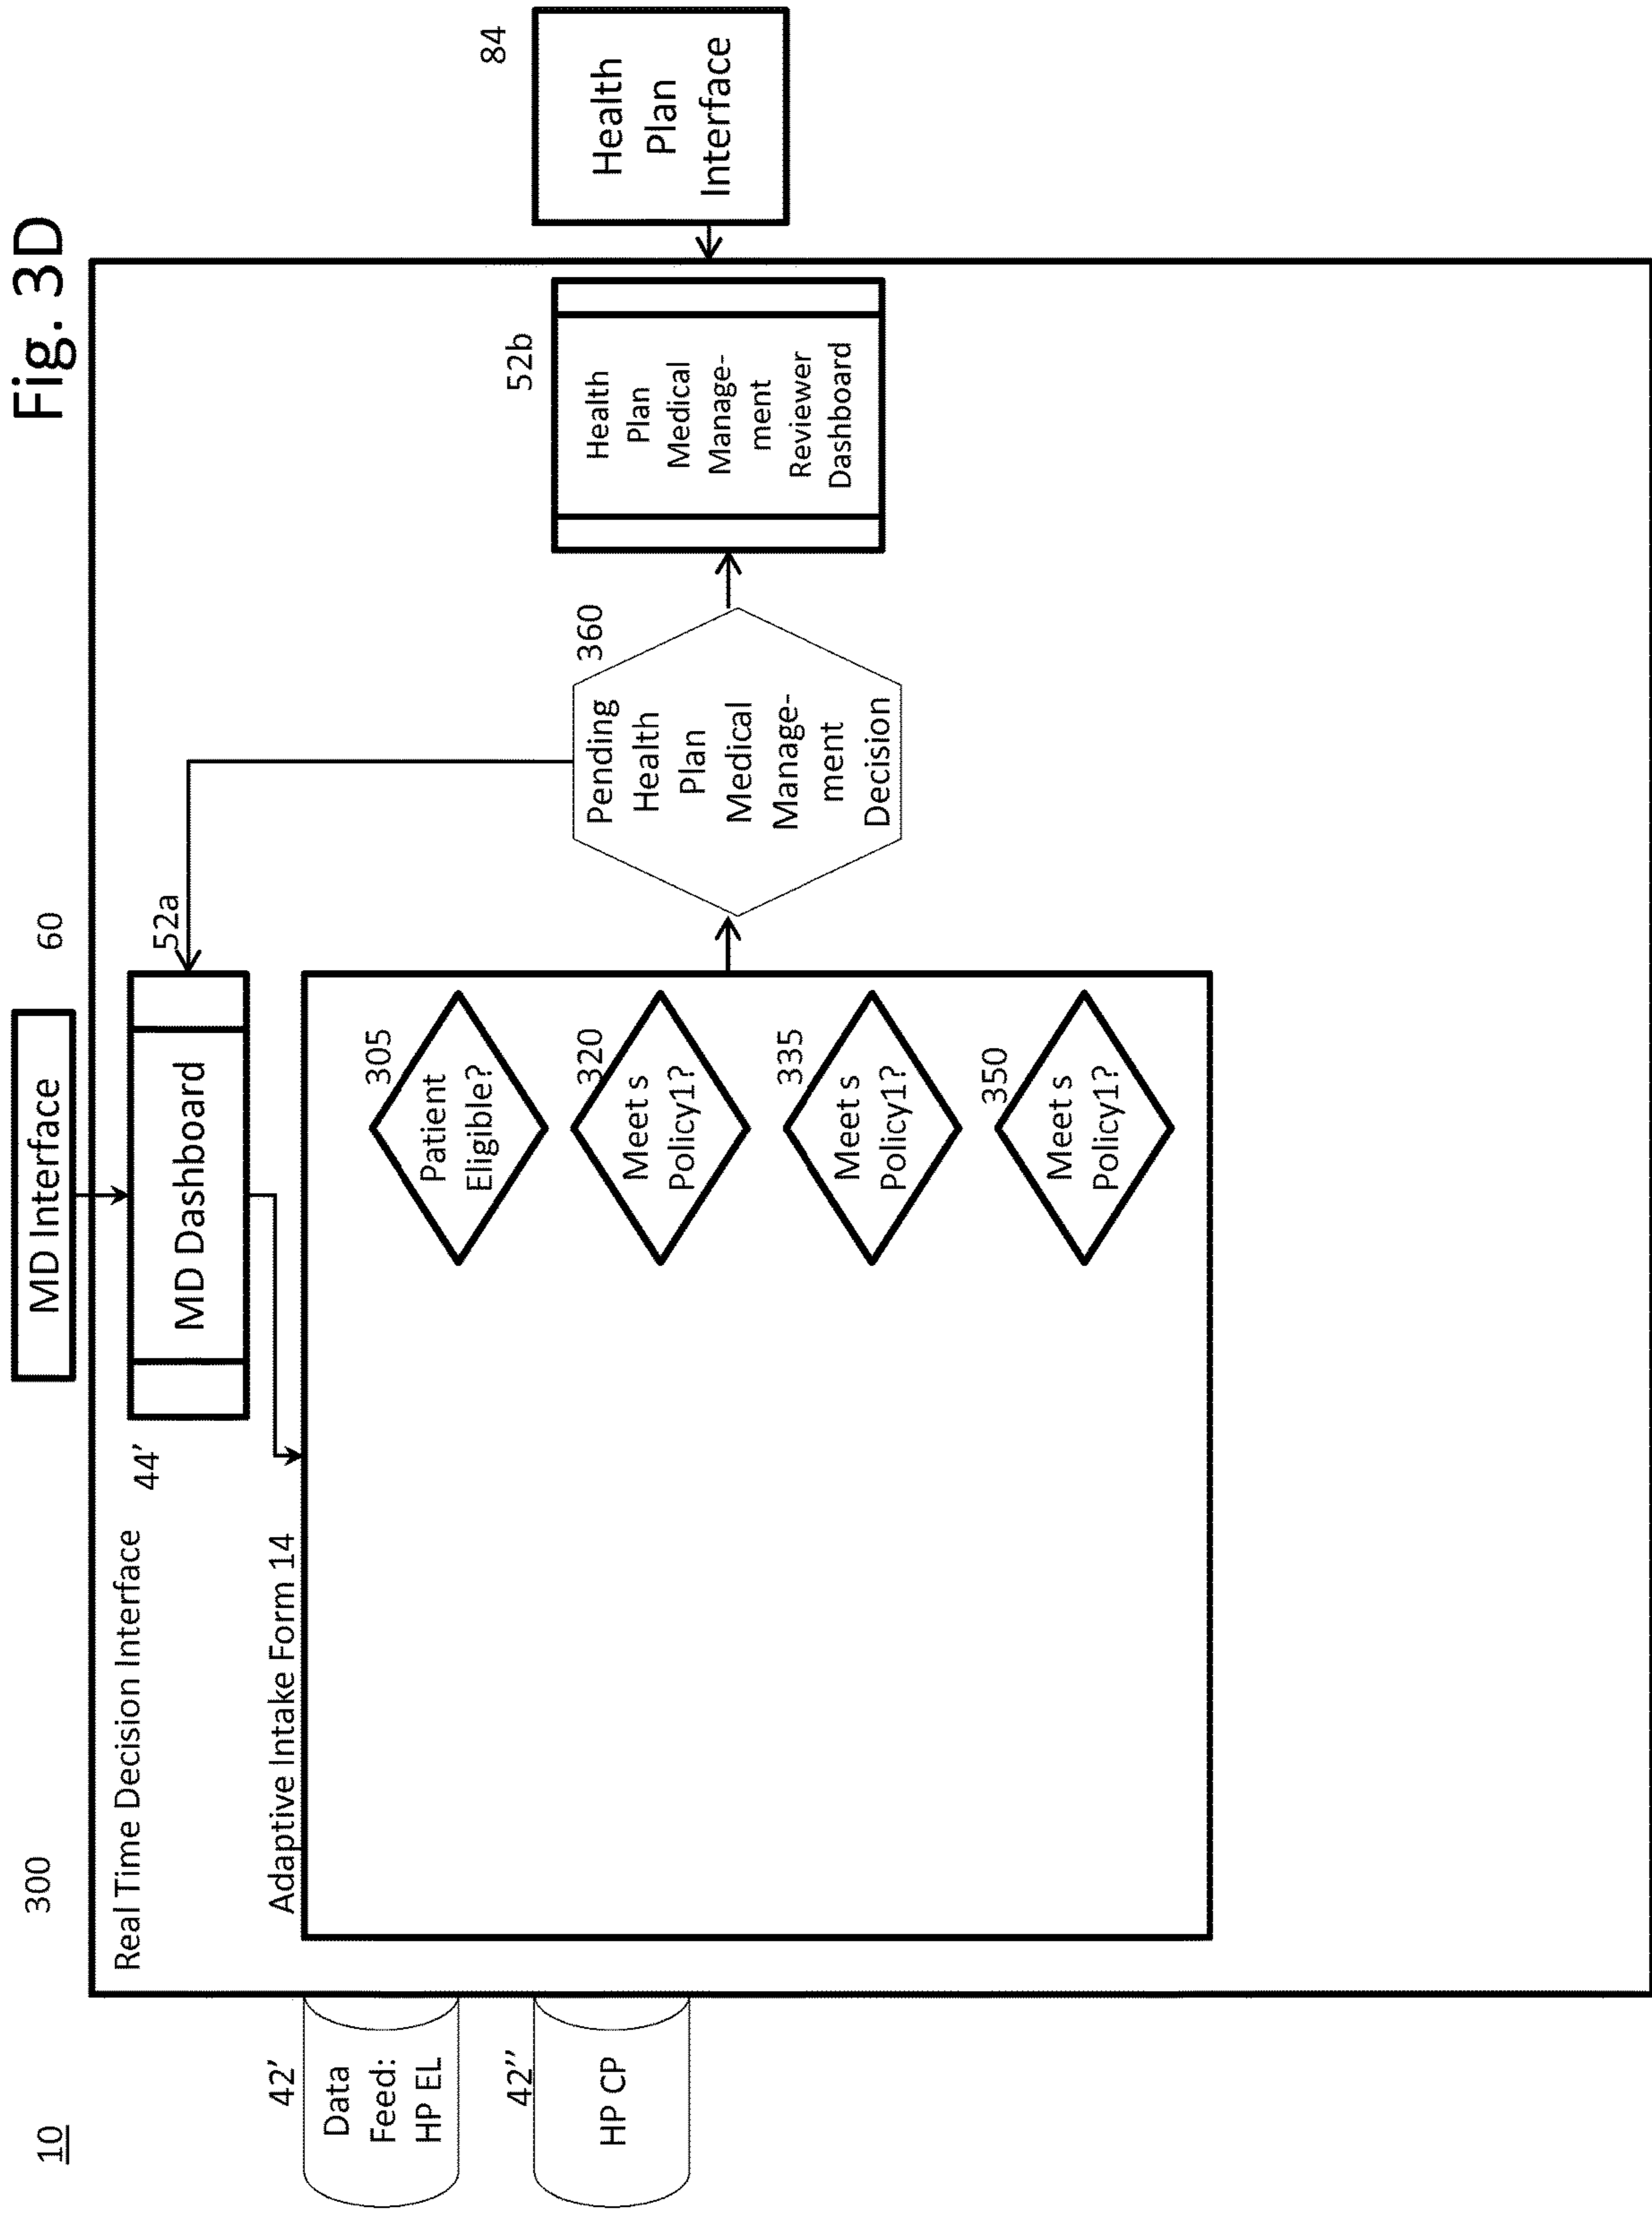 Fig. 3D
10
300
60
MD Interface
Real Time Decision Interface
44’
MD Dashboard
52a
Adaptive Intake Form 14
42’
Data
Feed:
HP EL
42’’
HP CP
305
Patient
Eligible?
320
Meet s
Policy1?
335
Meet s
Policy1?
350
Meet s
Policy1?
360
Pending
Health
Plan
Medical
Manage-
ment
Decision
52b
Health
Plan
Medical
Manage-
ment
Reviewer
Dashboard
84
Health
Plan
Interface